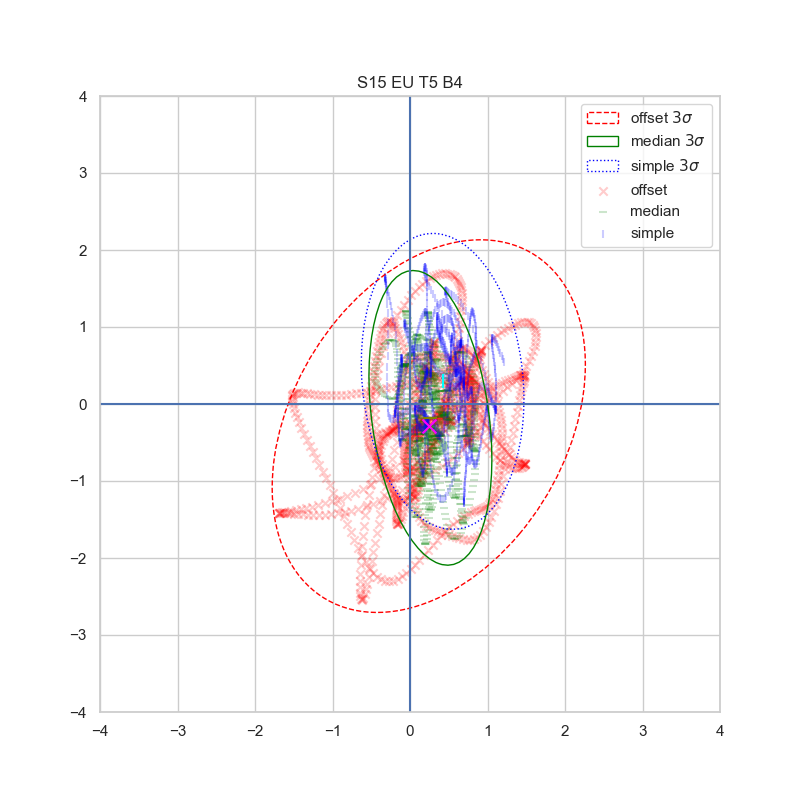 S15 EU T5 B4
4
3
2
1
0
−1
−2
−3
−4
−4 −3 −2 −1 0 1 2 3 4
offset 3σ
median 3σ
simple 3σ
offset
median
simple